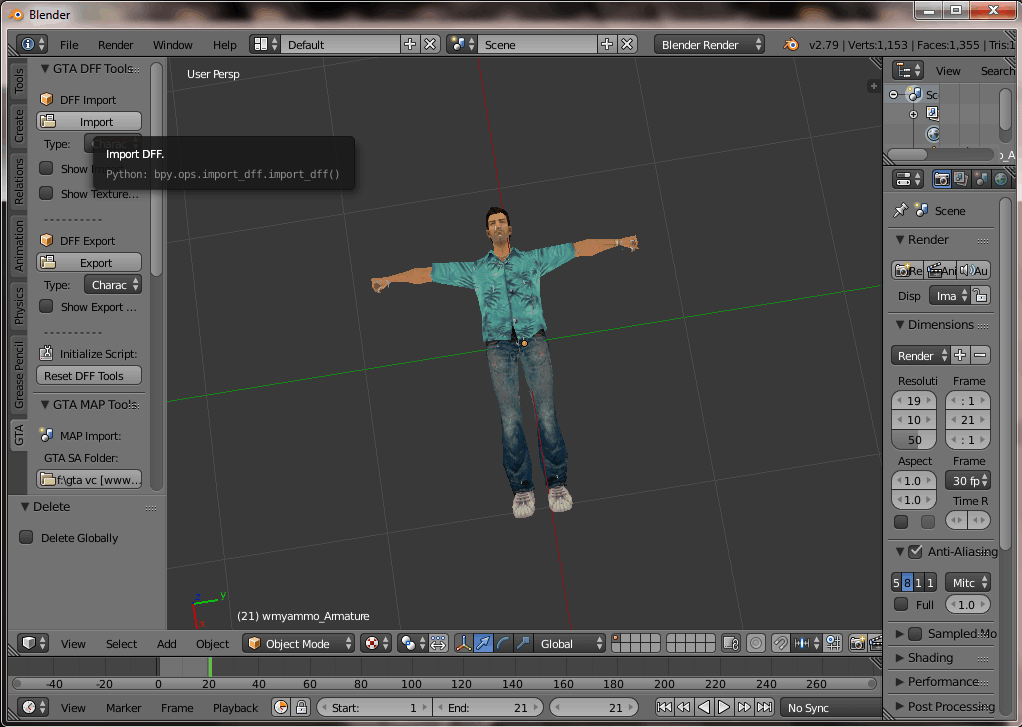 Blender
File Render Window Help Default Scene Blender Render v2.79 | Verts:1,153 | Faces:1,355 | Tris:1
Tools
Create
Relations
Animation
Physics
Grease Pencil
GTA
GTA DFF Tools
DFF Import
Import
Type: Charac
Show Im
Show Texture...
- - - - - - - - - -
DFF Export
Export
Type: Charac
Show Export ...
- - - - - - - - - -
Initialize Script:
Reset DFF Tools
GTA MAP Tools
MAP Import:
GTA SA Folder:
f:\gta vc [www...
Delete
Delete Globally
Import DFF.
Python: bpy.ops.import_dff.import_dff()
User Persp
z y
x
(21) wmyammo_Armature
View Select Add Object Object Mode Global
-40 -20 0 20 40 60 80 100 120 140 160 180 200 220 240 260
View Marker Frame Playback Start: 1 End: 21 21 No Sync
View Search
Sc
_A
Scene
Render
Re Ani Au
Disp Ima
Dimensions
Render
Resoluti Frame
19 : 1
10 21
50 : 1
Aspect Frame
1.0 30 fp
1.0 Time R
Anti-Aliasing
5 8 1 1 Mitc
Full 1.0
Sampled Mo
Shading
Performance
Post Processing